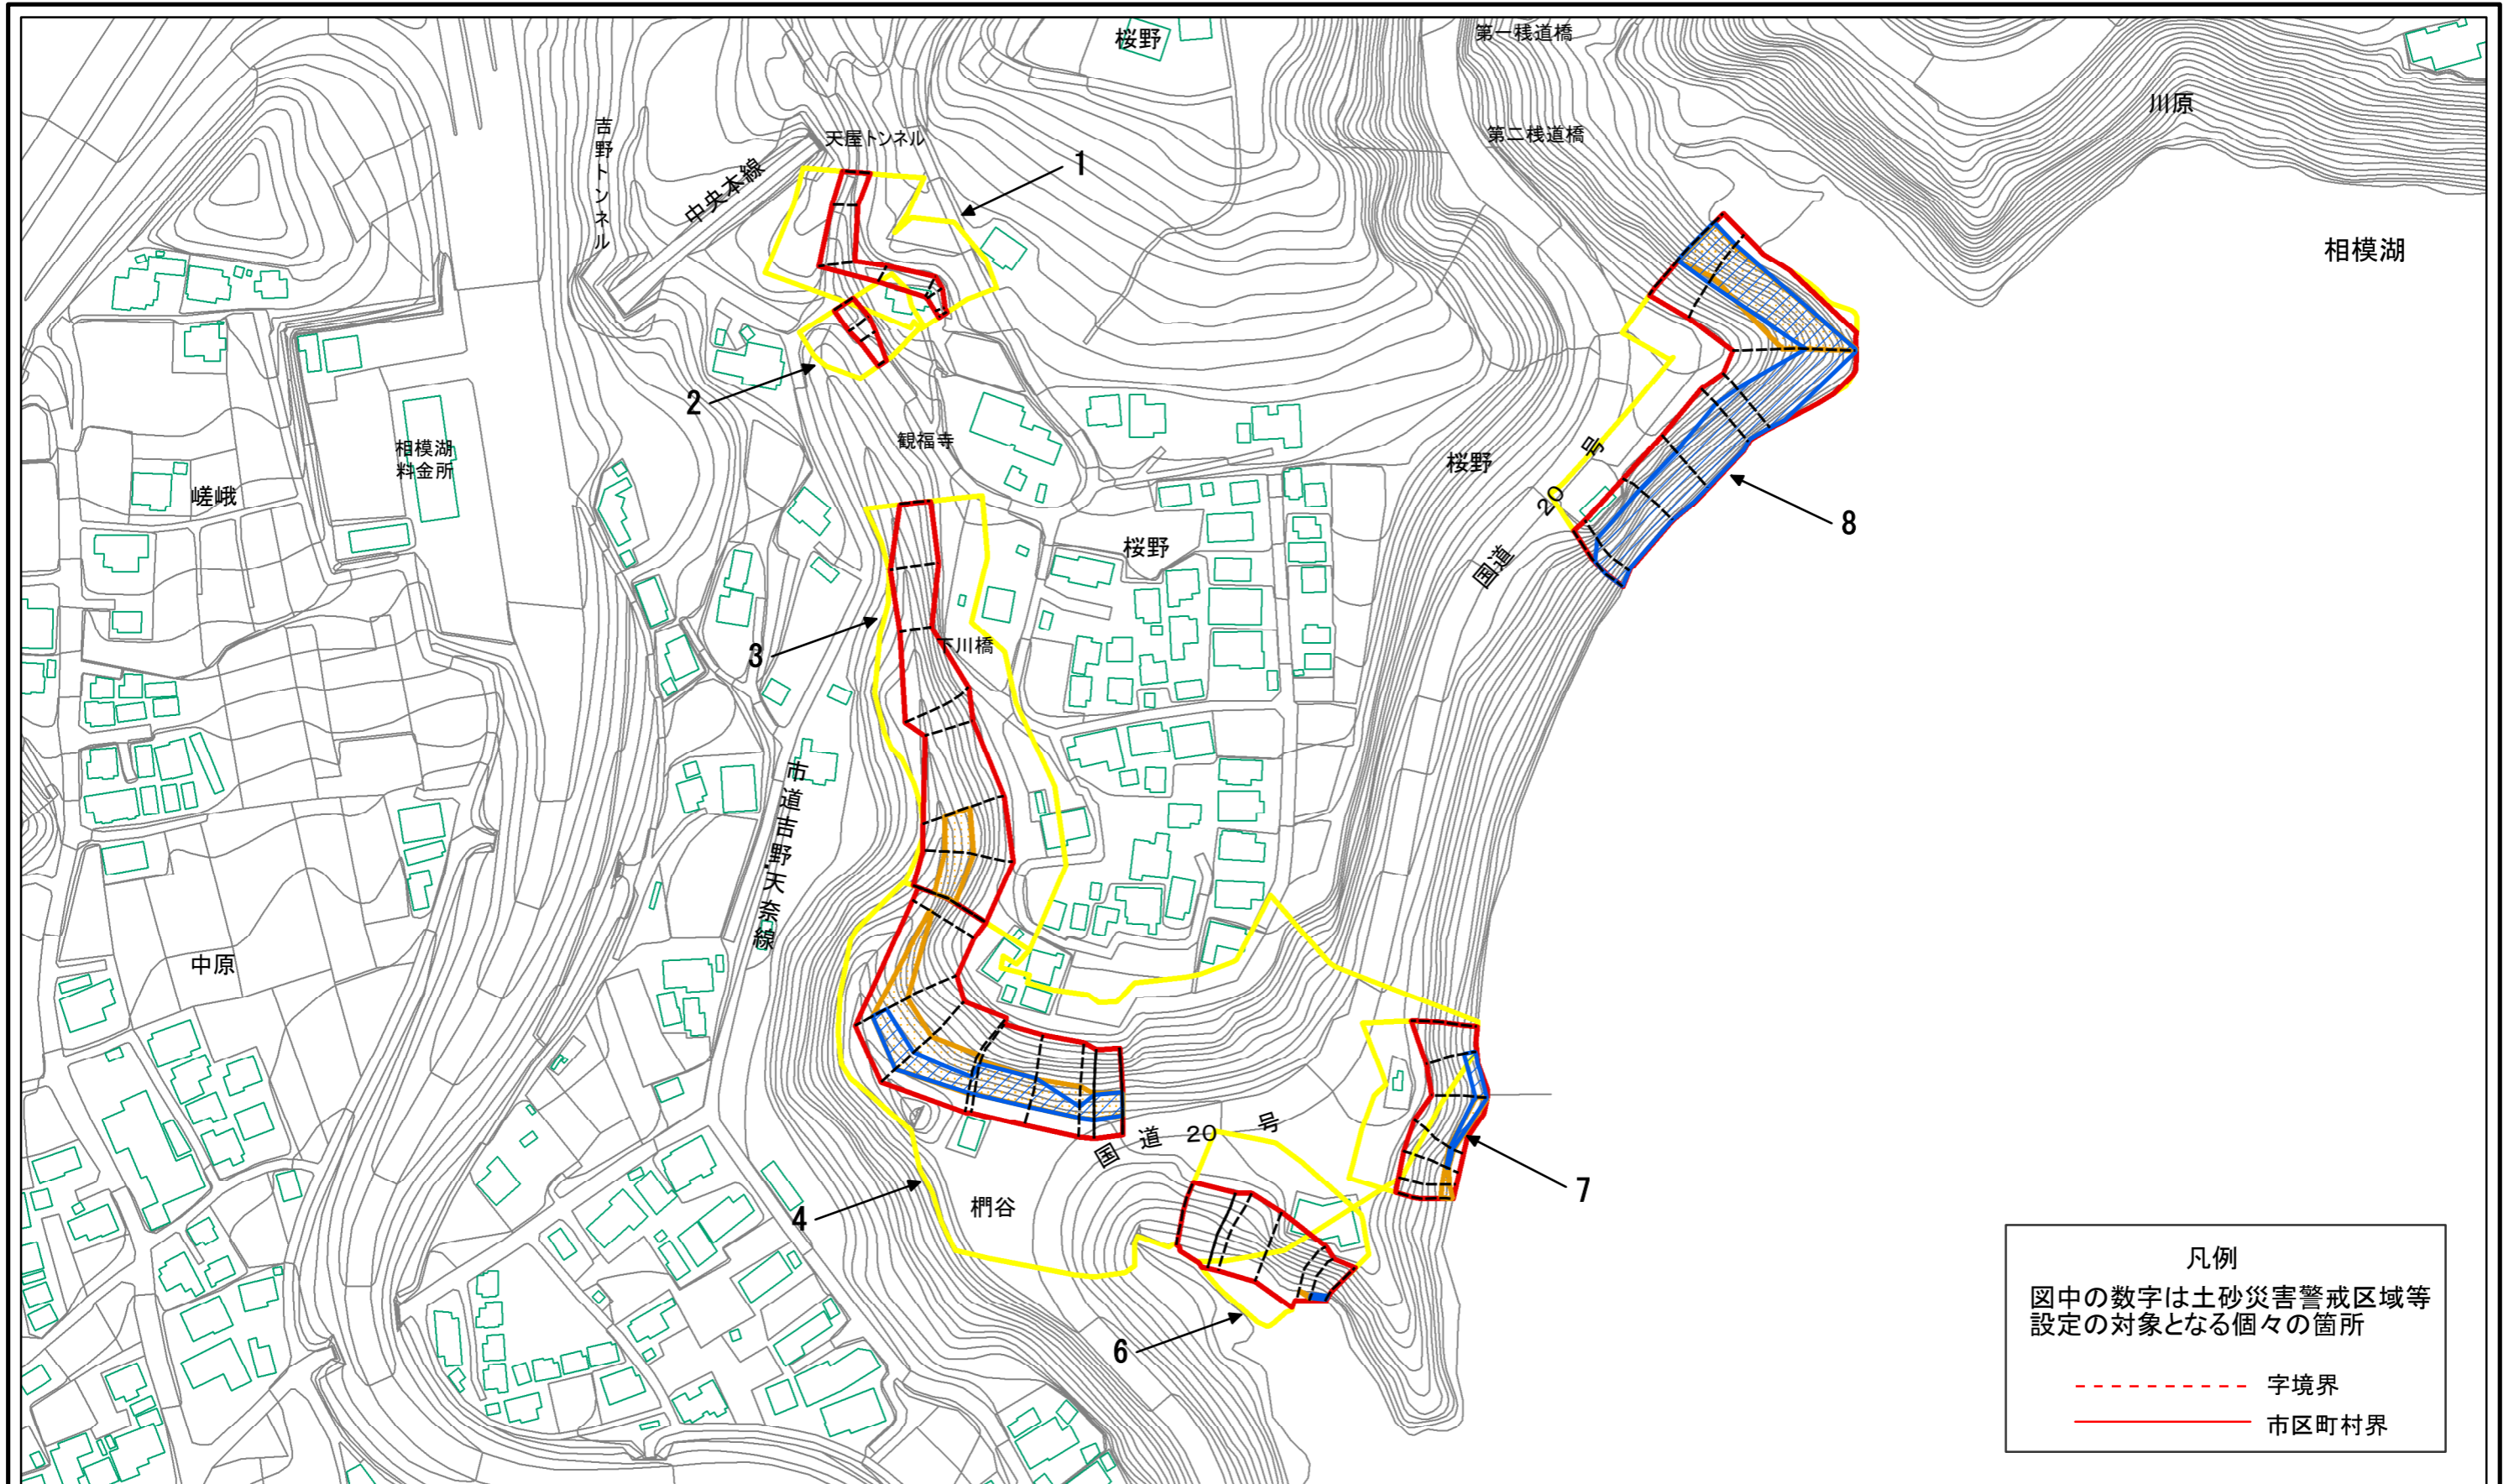 桜野
第一桟道橋
川原
第二桟道橋
吉野トンネル
天屋トンネル
中央本線
1
相模湖
2
観福寺
相模湖
料金所
嵯峨
桜野
国道 20 号
8
桜野
3
下川橋
市道吉野・天奈線
中原
国道 20 号
4
椚谷
7
6
凡例
図中の数字は土砂災害警戒区域等
設定の対象となる個々の箇所
字境界
市区町村界